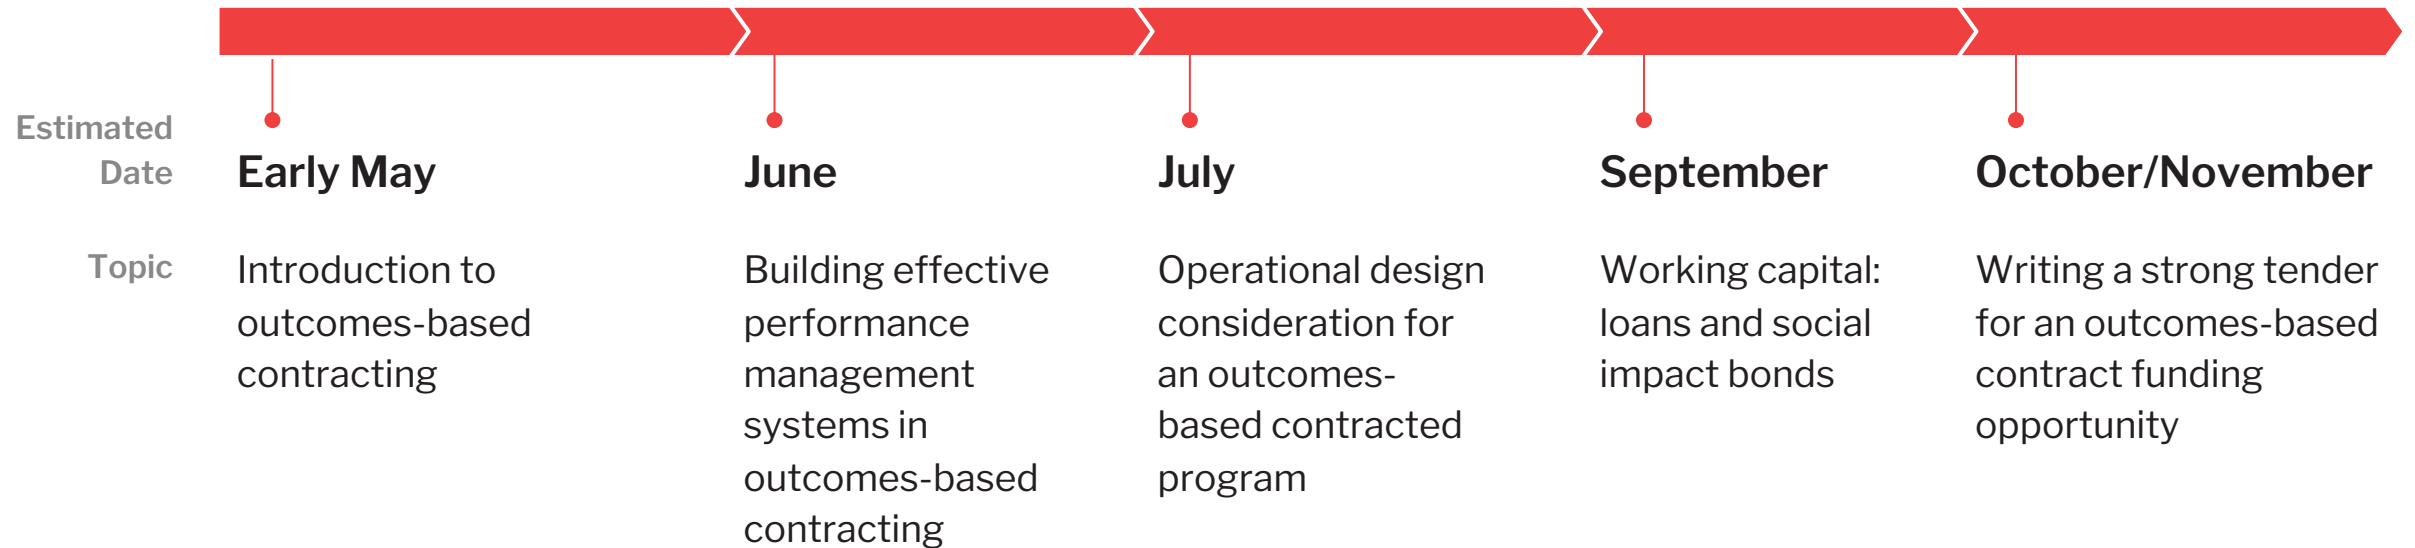 Estimated
Date
Early May
June
July
September
October/November
Topic
Introduction to
outcomes-based
contracting
Building effective
performance
management
systems in
outcomes-based
contracting
Operational design
consideration for
an outcomes-
based contracted
program
Working capital:
loans and social
impact bonds
Writing a strong tender
for an outcomes-based
contract funding
opportunity